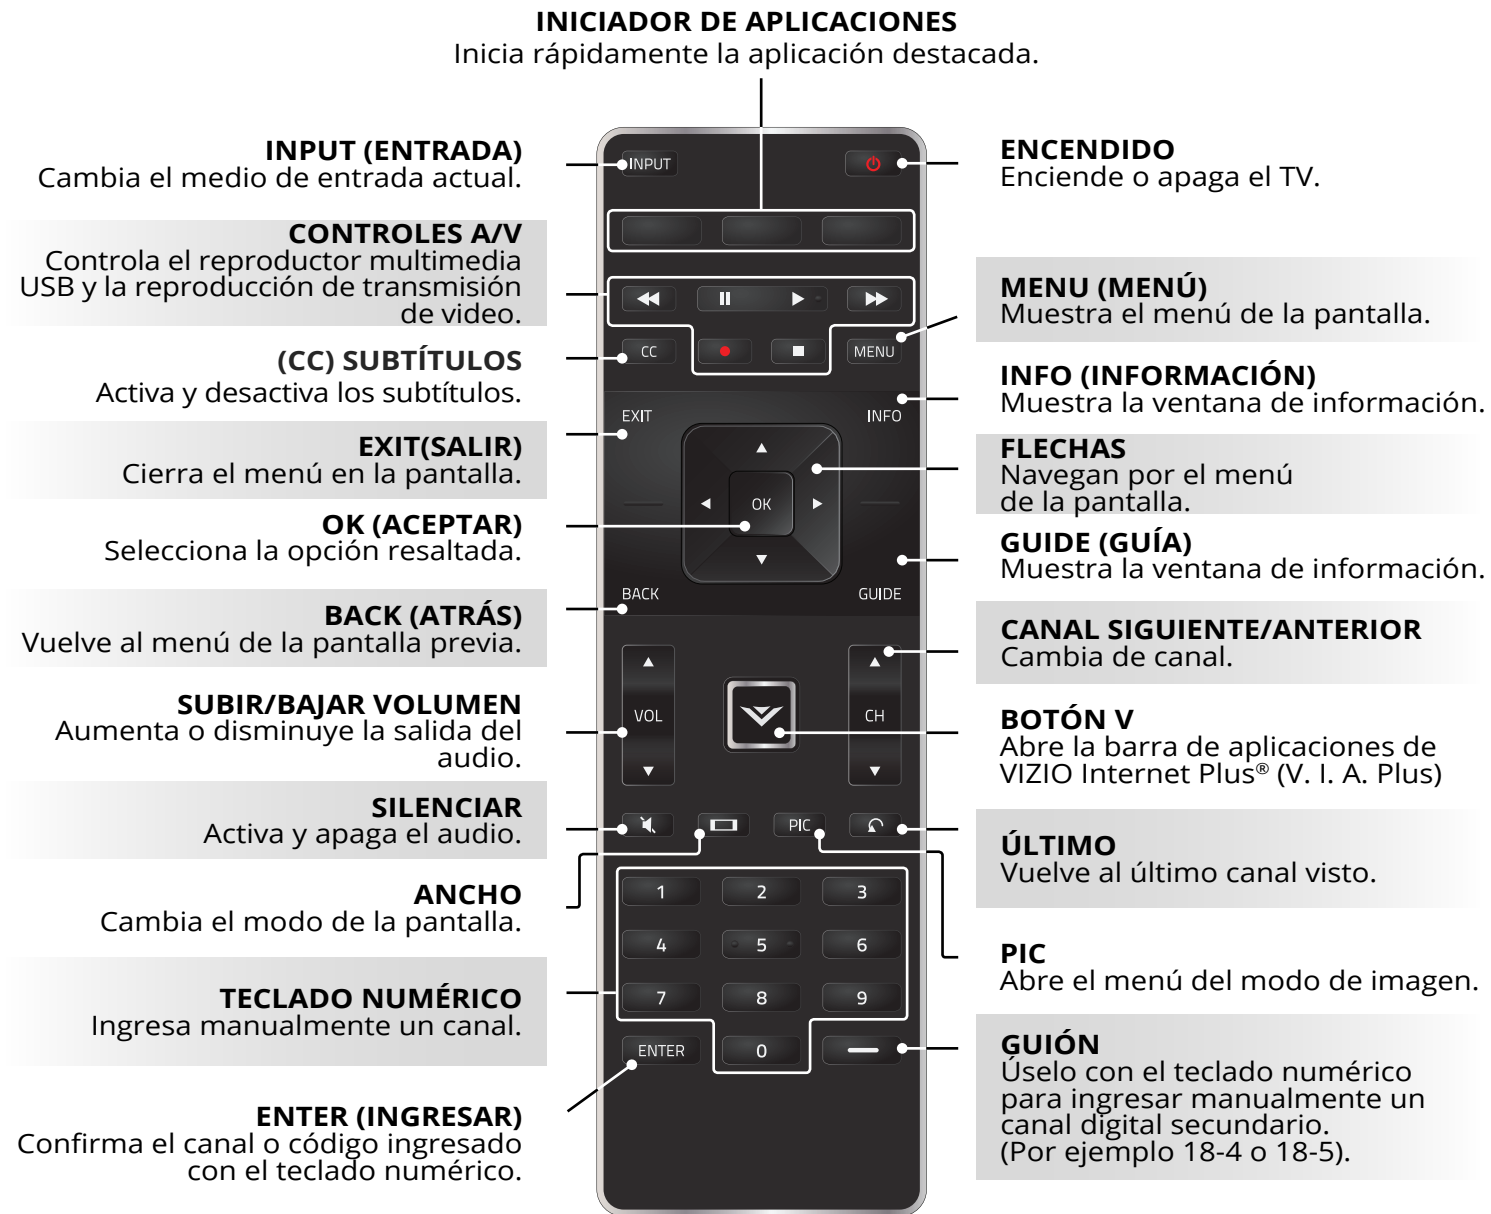 INICIADOR DE APLICACIONES
Inicia rápidamente la aplicación destacada.
INPUT (ENTRADA)
Cambia el medio de entrada actual.
CONTROLES A/V
Controla el reproductor multimedia
USB y la reproducción de transmisión
de video.
(CC) SUBTÍTULOS
Activa y desactiva los subtítulos.
EXIT(SALIR)
Cierra el menú en la pantalla.
OK (ACEPTAR)
Selecciona la opción resaltada.
BACK (ATRÁS)
Vuelve al menú de la pantalla previa.
SUBIR/BAJAR VOLUMEN
Aumenta o disminuye la salida del
audio.
SILENCIAR
Activa y apaga el audio.
ANCHO
Cambia el modo de la pantalla.
TECLADO NUMÉRICO
Ingresa manualmente un canal.
ENTER (INGRESAR)
Confirma el canal o código ingresado
con el teclado numérico.
INPUT
CC
MENU
EXIT
INFO
OK
BACK
GUIDE
VOL
CH
PIC
1 2 3
4 5 6
7 8 9
ENTER 0
ENCENDIDO
Enciende o apaga el TV.
MENU (MENÚ)
Muestra el menú de la pantalla.
INFO (INFORMACIÓN)
Muestra la ventana de información.
FLECHAS
Navegan por el menú
de la pantalla.
GUIDE (GUÍA)
Muestra la ventana de información.
CANAL SIGUIENTE/ANTERIOR
Cambia de canal.
BOTÓN V
Abre la barra de aplicaciones de
VIZIO Internet Plus® (V. I. A. Plus)
ÚLTIMO
Vuelve al último canal visto.
PIC
Abre el menú del modo de imagen.
GUIÓN
Úselo con el teclado numérico
para ingresar manualmente un
canal digital secundario.
(Por ejemplo 18-4 o 18-5).